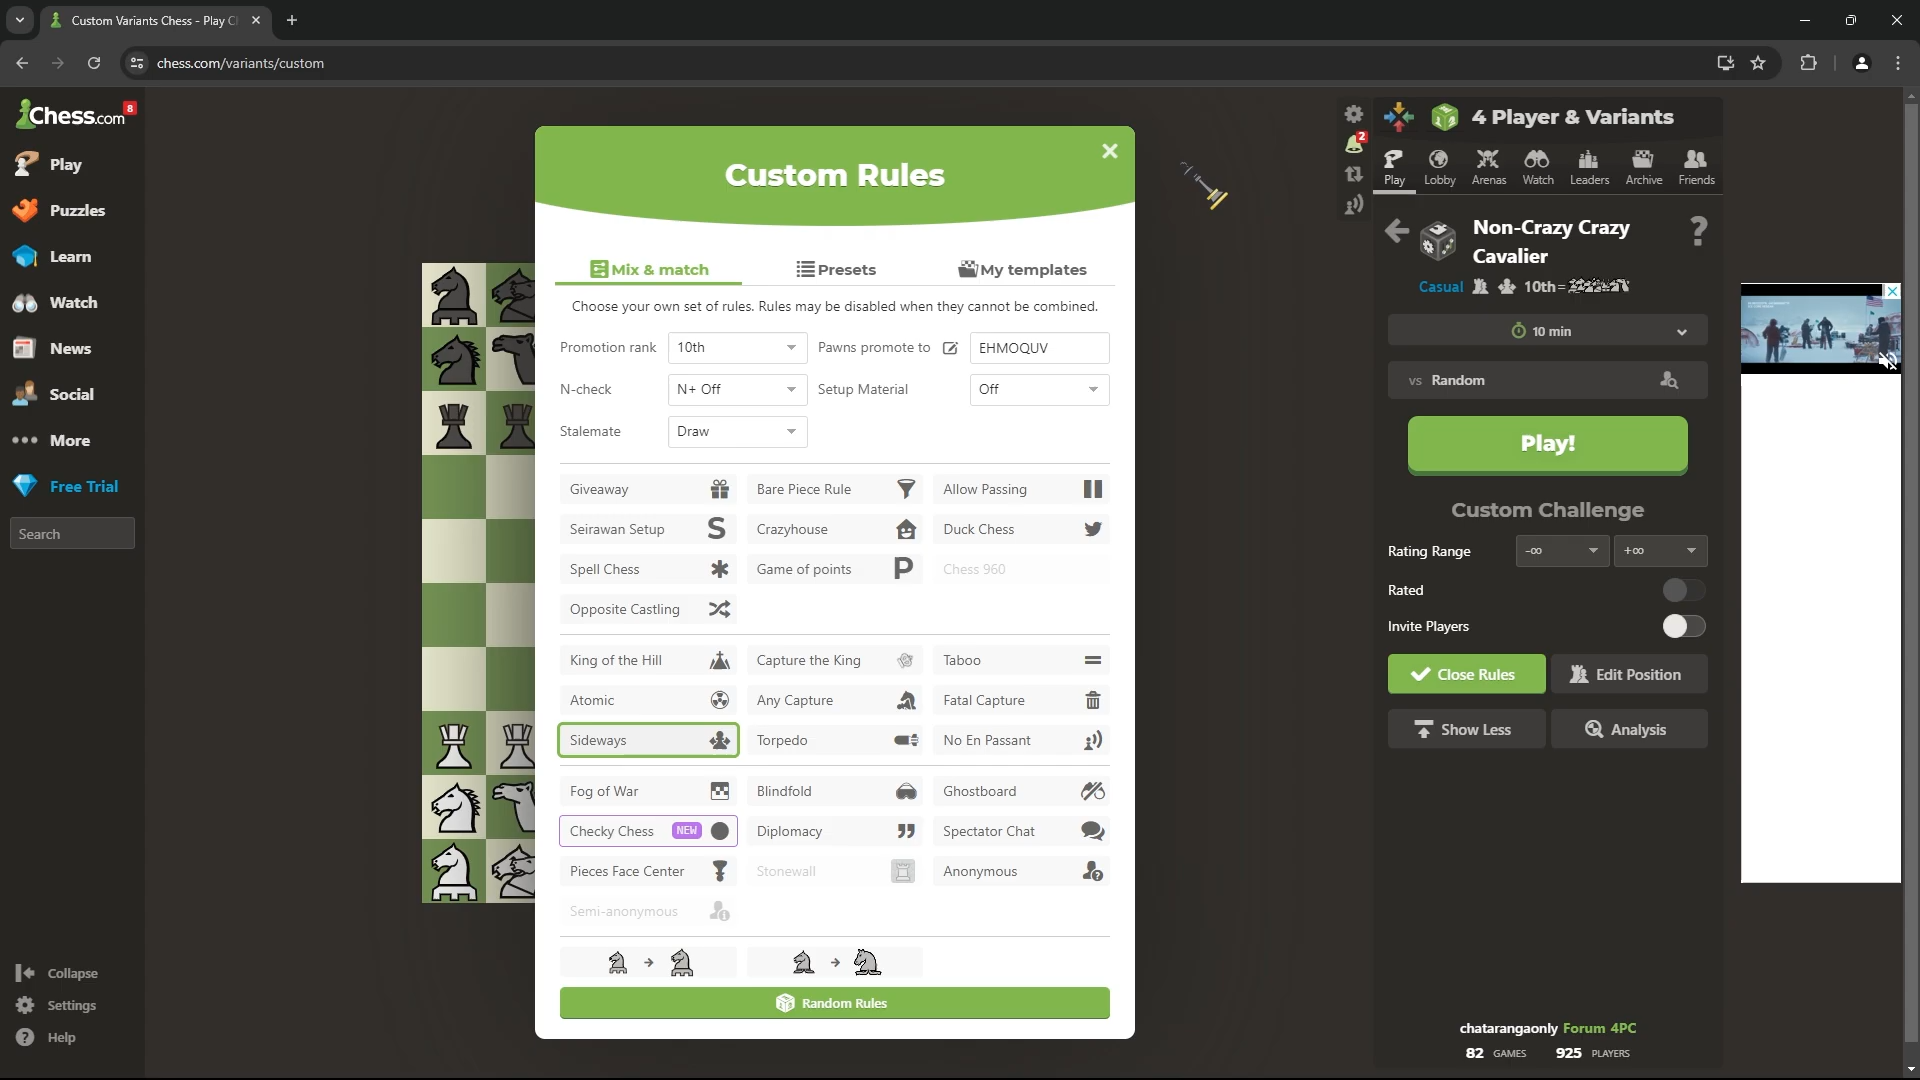 Custom Variants Chess - Play C
chess.com/variants/custom
Chess.com
8
Play
Puzzles
Learn
Watch
News
Social
More
Free Trial
Search
Collapse
Settings
Help
Custom Rules
Mix & match
Presets
My templates
Choose your own set of rules. Rules may be disabled when they cannot be combined.
Promotion rank 10th Pawns promote to EHMOQUV
N-check N+ Off Setup Material Off
Stalemate Draw
Giveaway Bare Piece Rule Allow Passing
Seirawan Setup S Crazyhouse Duck Chess
Spell Chess Game of points P Chess 960
Opposite Castling
King of the Hill Capture the King Taboo
Atomic Any Capture Fatal Capture
Sideways Torpedo No En Passant
Fog of War Blindfold Ghostboard
Checky Chess NEW Diplomacy Spectator Chat
Pieces Face Center Stonewall Anonymous
Semi-anonymous
Random Rules
2
4 Player & Variants
Play Lobby Arenas Watch Leaders Archive Friends
Non-Crazy Crazy
Cavalier
?
Casual 10th=
10 min
vs Random
Play!
Custom Challenge
Rating Range -∞ +∞
Rated
Invite Players
Close Rules Edit Position
Show Less Analysis
chatarangaonly Forum 4PC
82 GAMES 925 PLAYERS